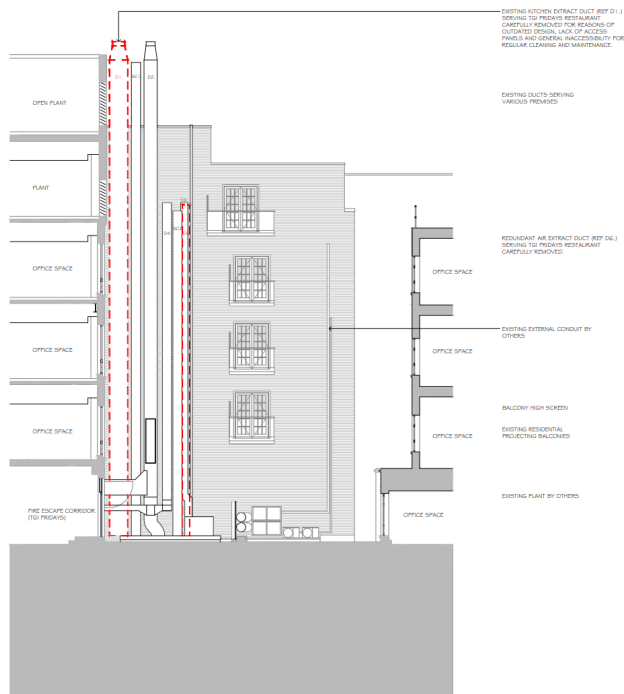 EXISTING KITCHEN EXTRACT DUCT (REF D1.)
SERVING TGI FRIDAYS RESTAURANT
CAREFULLY REMOVED FOR REASONS OF
OUTDATED DESIGN, LACK OF ACCESS
PANELS AND GENERAL INACCESSIBILITY FOR
REGULAR CLEANING AND MAINTENANCE.
D1.
D2.
OPEN PLANT
EXISTING DUCTS SERVING
VARIOUS PREMISES
PLANT
D4.
REDUNDANT AIR EXTRACT DUCT (REF D6.)
SERVING TGI FRIDAYS RESTAURANT
CAREFULLY REMOVED.
OFFICE SPACE
OFFICE SPACE
EXISTING EXTERNAL CONDUIT BY
OTHERS
OFFICE SPACE
OFFICE SPACE
BALCONY HIGH SCREEN
EXISTING RESIDENTIAL
PROJECTING BALCONIES
OFFICE SPACE
OFFICE SPACE
EXISTING PLANT BY OTHERS
FIRE ESCAPE CORRIDOR
(TGI FRIDAYS)
OFFICE SPACE